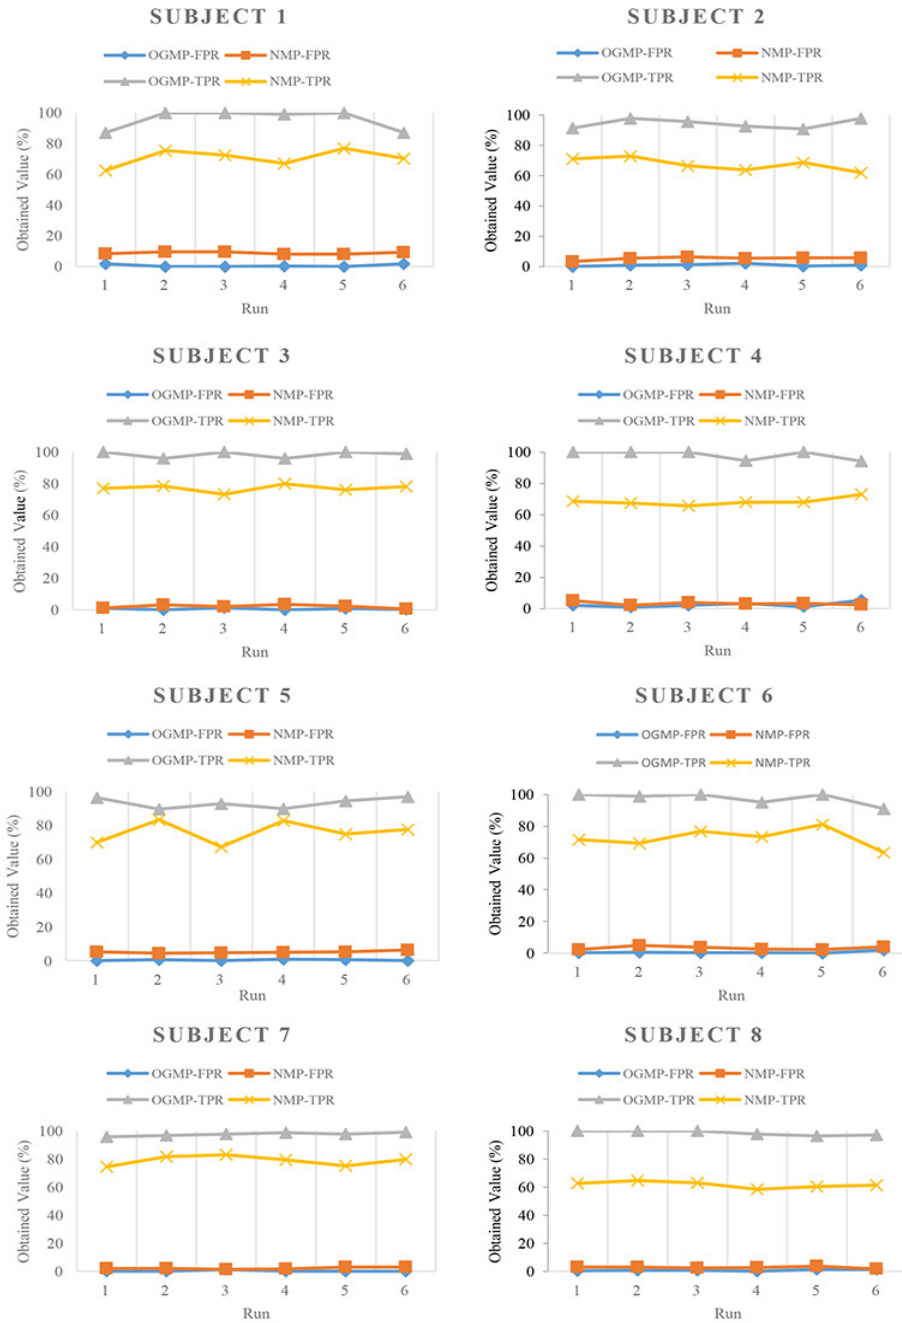 SUBJECT 1
OGMP-FPR NMP-FPR
OGMP-TPR NMP-TPR
Obtained Value (%)
100
80
60
40
20
0
1 2 3 4 5 6
Run
SUBJECT 2
OGMP-FPR NMP-FPR
OGMP-TPR NMP-TPR
Obtained Value (%)
100
80
60
40
20
0
1 2 3 4 5 6
Run
SUBJECT 3
OGMP-FPR NMP-FPR
OGMP-TPR NMP-TPR
Obtained Value (%)
100
80
60
40
20
0
1 2 3 4 5 6
Run
SUBJECT 4
OGMP-FPR NMP-FPR
OGMP-TPR NMP-TPR
Obtained Value (%)
100
80
60
40
20
0
1 2 3 4 5 6
Run
SUBJECT 5
OGMP-FPR NMP-FPR
OGMP-TPR NMP-TPR
Obtained Value (%)
100
80
60
40
20
0
1 2 3 4 5 6
Run
SUBJECT 6
OGMP-FPR NMP-FPR
OGMP-TPR NMP-TPR
Obtained Value (%)
100
80
60
40
20
0
1 2 3 4 5 6
Run
SUBJECT 7
OGMP-FPR NMP-FPR
OGMP-TPR NMP-TPR
Obtained Value (%)
100
80
60
40
20
0
1 2 3 4 5 6
Run
SUBJECT 8
OGMP-FPR NMP-FPR
OGMP-TPR NMP-TPR
Obtained Value (%)
100
80
60
40
20
0
1 2 3 4 5 6
Run